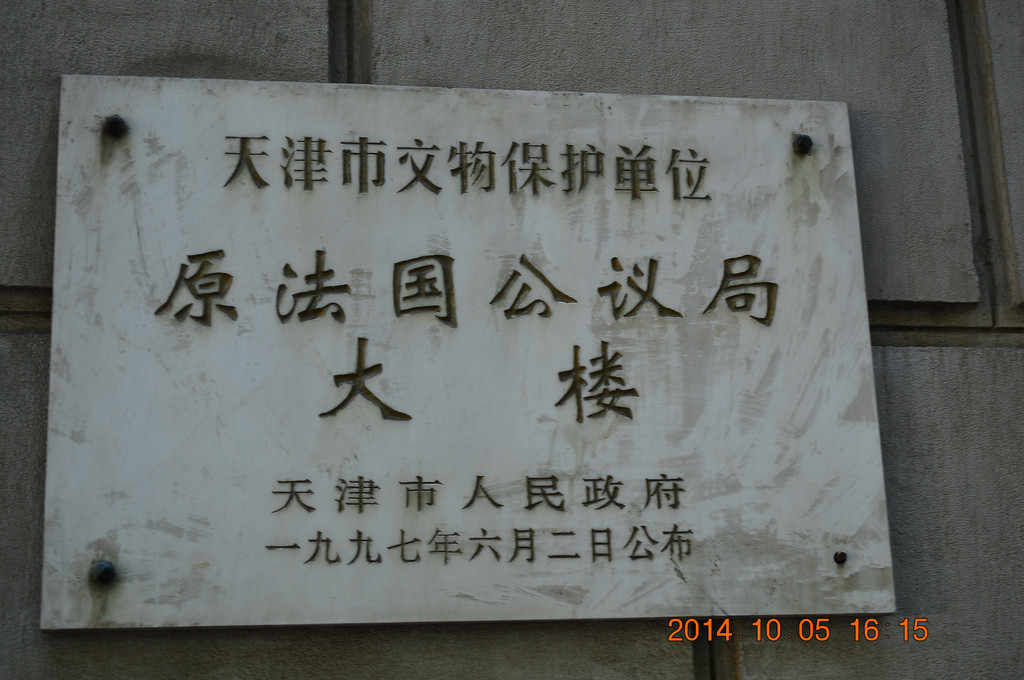 天津市文物保护单位
原法国公议局
大楼
天津市人民政府
一九九七年六月二日公布
2014 10 05 16 15